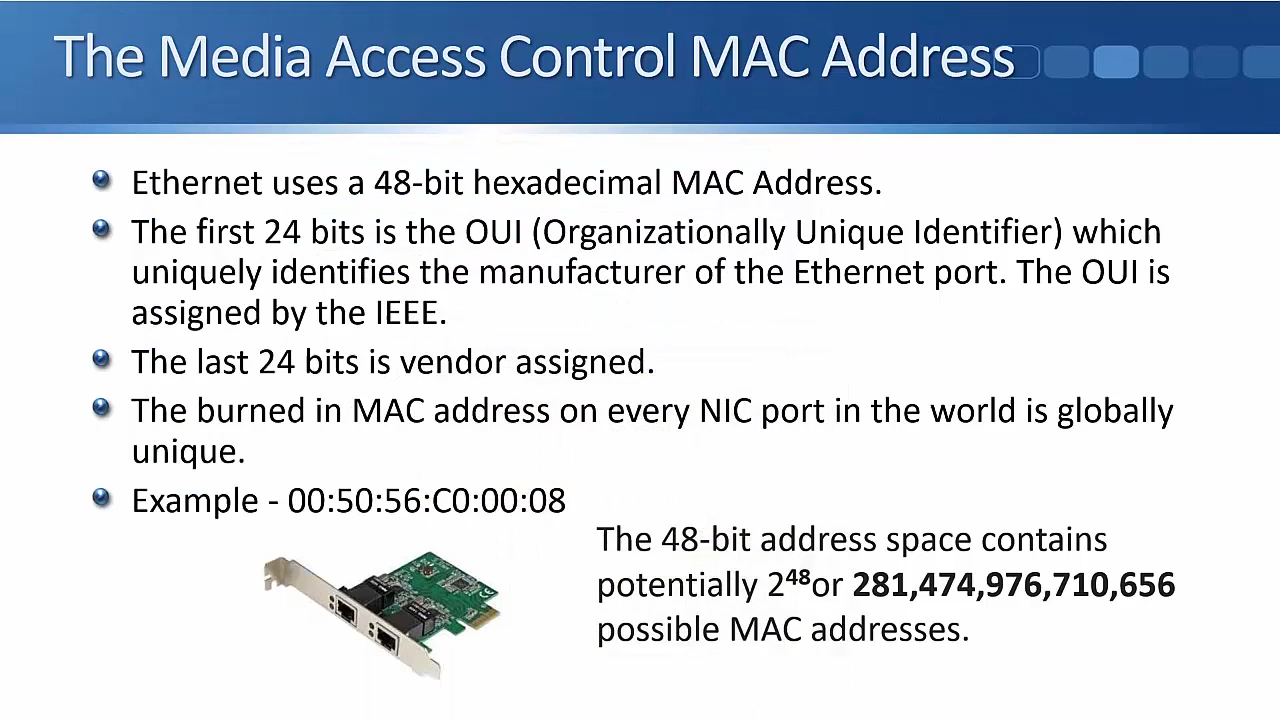 The Media Access Control MAC Address
Ethernet uses a 48-bit hexadecimal MAC Address.
The first 24 bits is the OUI (Organizationally Unique Identifier) which
uniquely identifies the manufacturer of the Ethernet port. The OUI is
assigned by the IEEE.
The last 24 bits is vendor assigned.
The burned in MAC address on every NIC port in the world is globally
unique.
Example - 00:50:56:C0:00:08
The 48-bit address space contains
potentially 2⁴⁸or 281,474,976,710,656
possible MAC addresses.